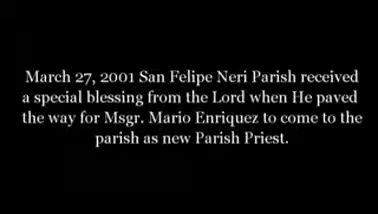 March 27, 2001 San Felipe Neri Parish received
a special blessing from the Lord when He paved
the way for Msgr. Mario Enriquez to come to the
parish as new Parish Priest.